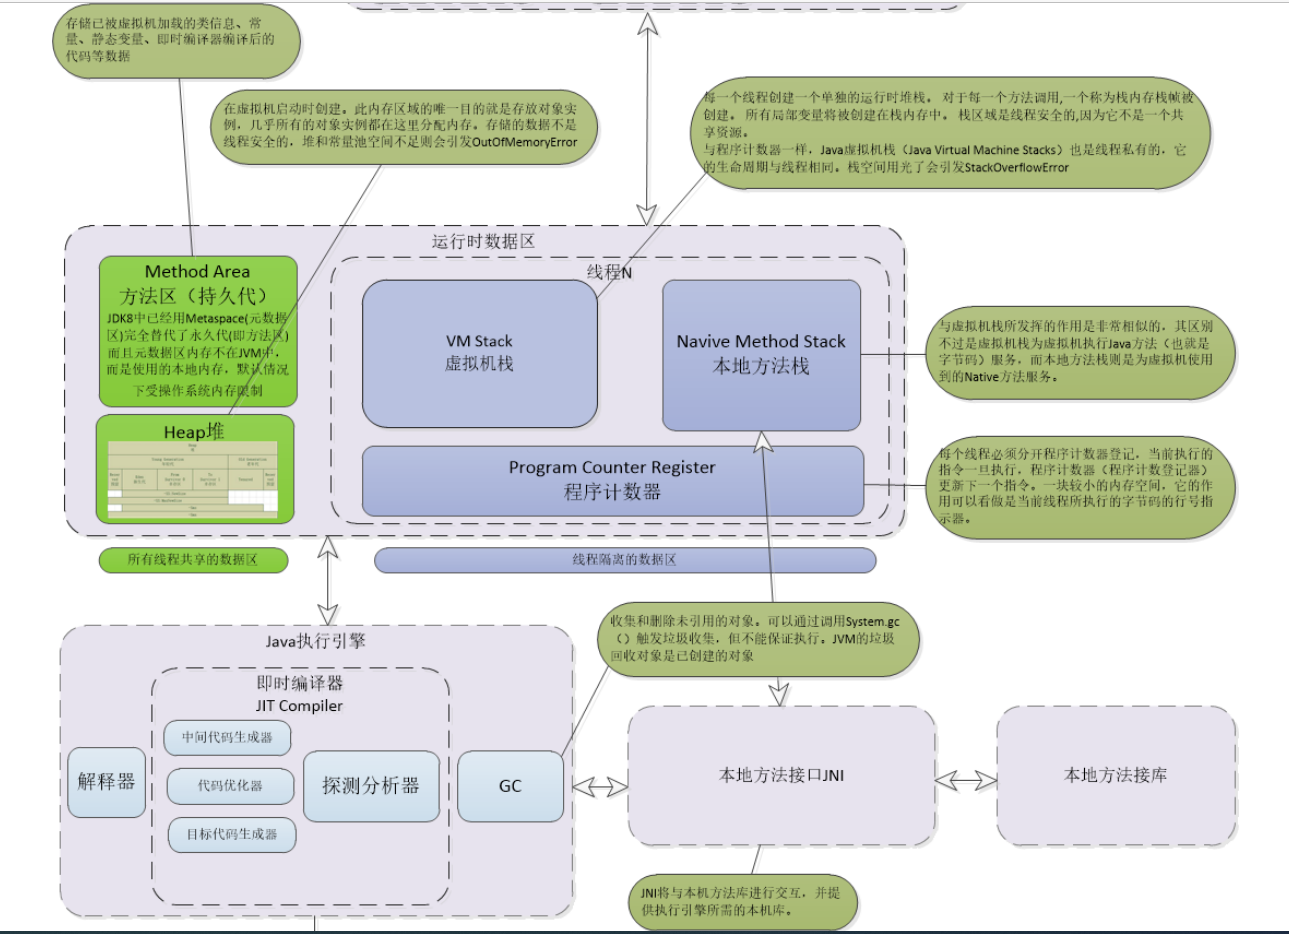 存储已被虚拟机加载的类信息、常
量、静态变量、即时编译器编译后的
代码等数据
在虚拟机启动时创建。此内存区域的唯一目的就是存放对象实
例，几乎所有的对象实例都在这里分配内存。存储的数据不是
线程安全的，堆和常量池空间不足则会引发OutOfMemoryError
每一个线程创建一个单独的运行时堆栈。 对于每一个方法调用,一个称为栈内存栈帧被
创建。 所有局部变量将被创建在栈内存中。 栈区域是线程安全的,因为它不是一个共
享资源。
与程序计数器一样，Java虚拟机栈（Java Virtual Machine Stacks）也是线程私有的，它
的生命周期与线程相同。栈空间用光了会引发StackOverflowError
运行时数据区
Method Area
方法区（持久代）
JDK8中已经用Metaspace(元数据
区)完全替代了永久代(即方法区)
而且元数据区内存不在JVM中，
而是使用的本地内存，默认情况
下受操作系统内存限制
Heap堆
线程N
VM Stack
虚拟机栈
Navive Method Stack
本地方法栈
Program Counter Register
程序计数器
与虚拟机栈所发挥的作用是非常相似的，其区别
不过是虚拟机栈为虚拟机执行Java方法（也就是
字节码）服务，而本地方法栈则是为虚拟机使用
到的Native方法服务。
每个线程必须分开程序计数器登记，当前执行的
指令一旦执行，程序计数器（程序计数登记器）
更新下一个指令。一块较小的内存空间，它的作
用可以看做是当前线程所执行的字节码的行号指
示器。
所有线程共享的数据区
线程隔离的数据区
收集和删除未引用的对象。可以通过调用System.gc
（）触发垃圾收集，但不能保证执行。JVM的垃圾
回收对象是已创建的对象
Java执行引擎
即时编译器
JIT Compiler
解释器
中间代码生成器
代码优化器
目标代码生成器
探测分析器
GC
本地方法接口JNI
本地方法接库
JNI将与本机方法库进行交互，并提
供执行引擎所需的本机库。